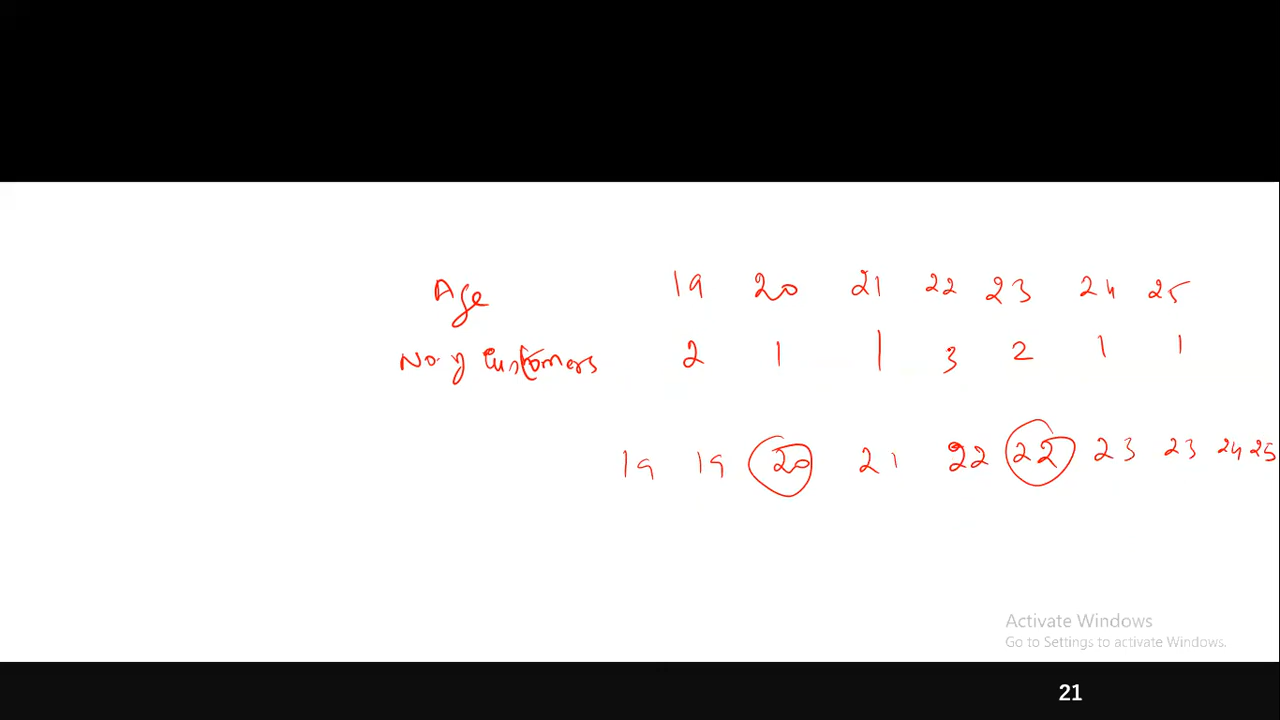 Age 19 20 21 22 23 24 25
No. of Customers 2 1 1 3 2 1 1
19 19 20 21 22 22 23 23 24 25
Activate Windows
Go to Settings to activate Windows.
21